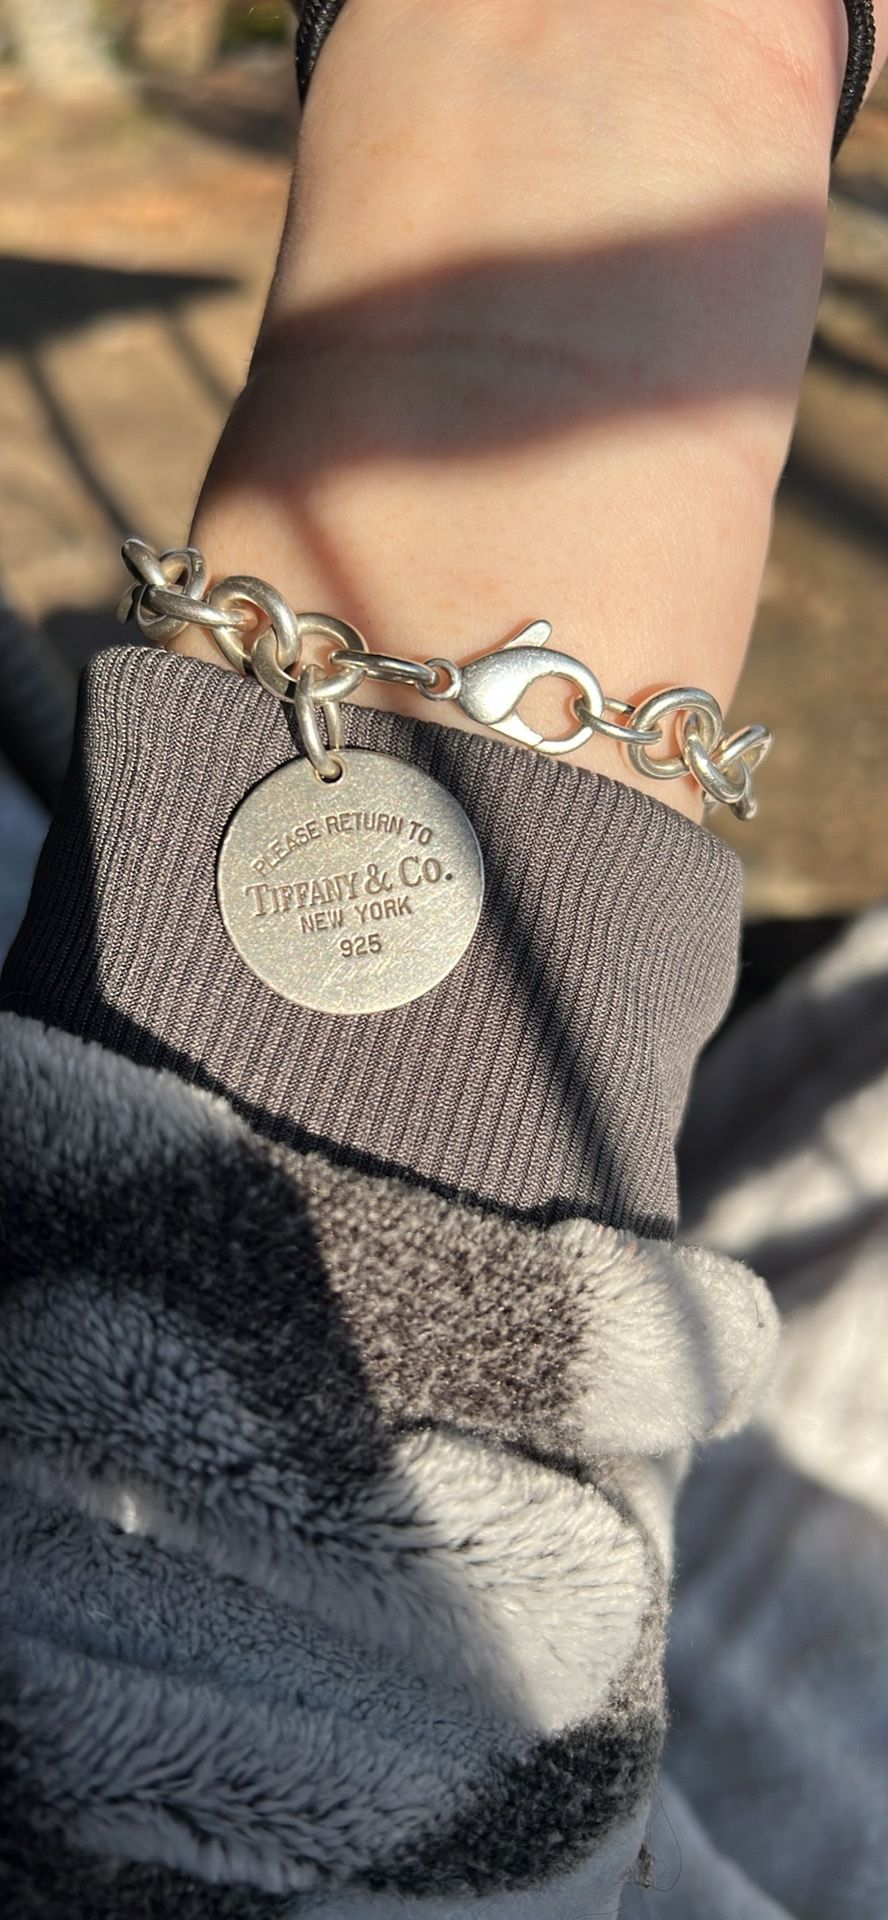 PLEASE RETURN TO
TIFFANY & CO.
NEW YORK
925